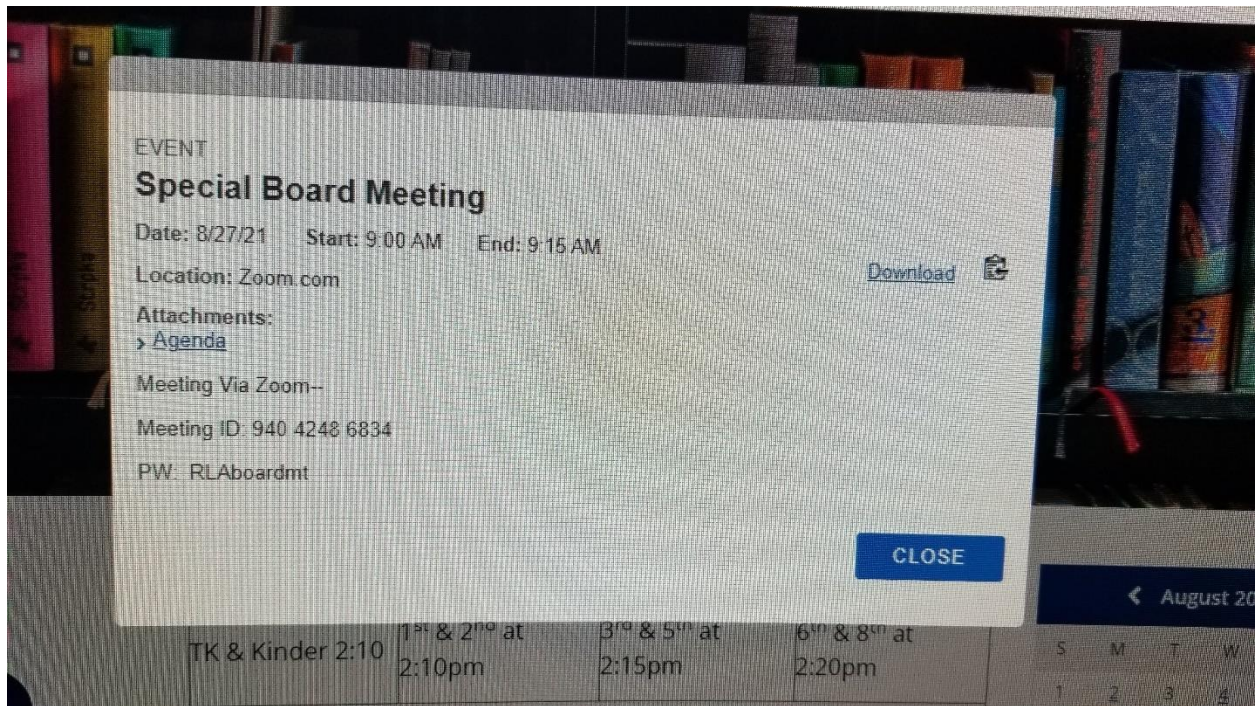 EVENT
Special Board Meeting
Date: 8/27/21 Start: 9:00 AM End: 9:15 AM
Location: Zoom.com
Download
Attachments:
> Agenda
Meeting Via Zoom--
Meeting ID: 940 4248 6834
PW: RLAboardmt
CLOSE
< August 20
TK & Kinder 2:10
1st & 2nd at
2:10pm
3rd & 5th at
2:15pm
6th & 8th at
2:20pm
S M T W
1 2 3 4
3
Scripta